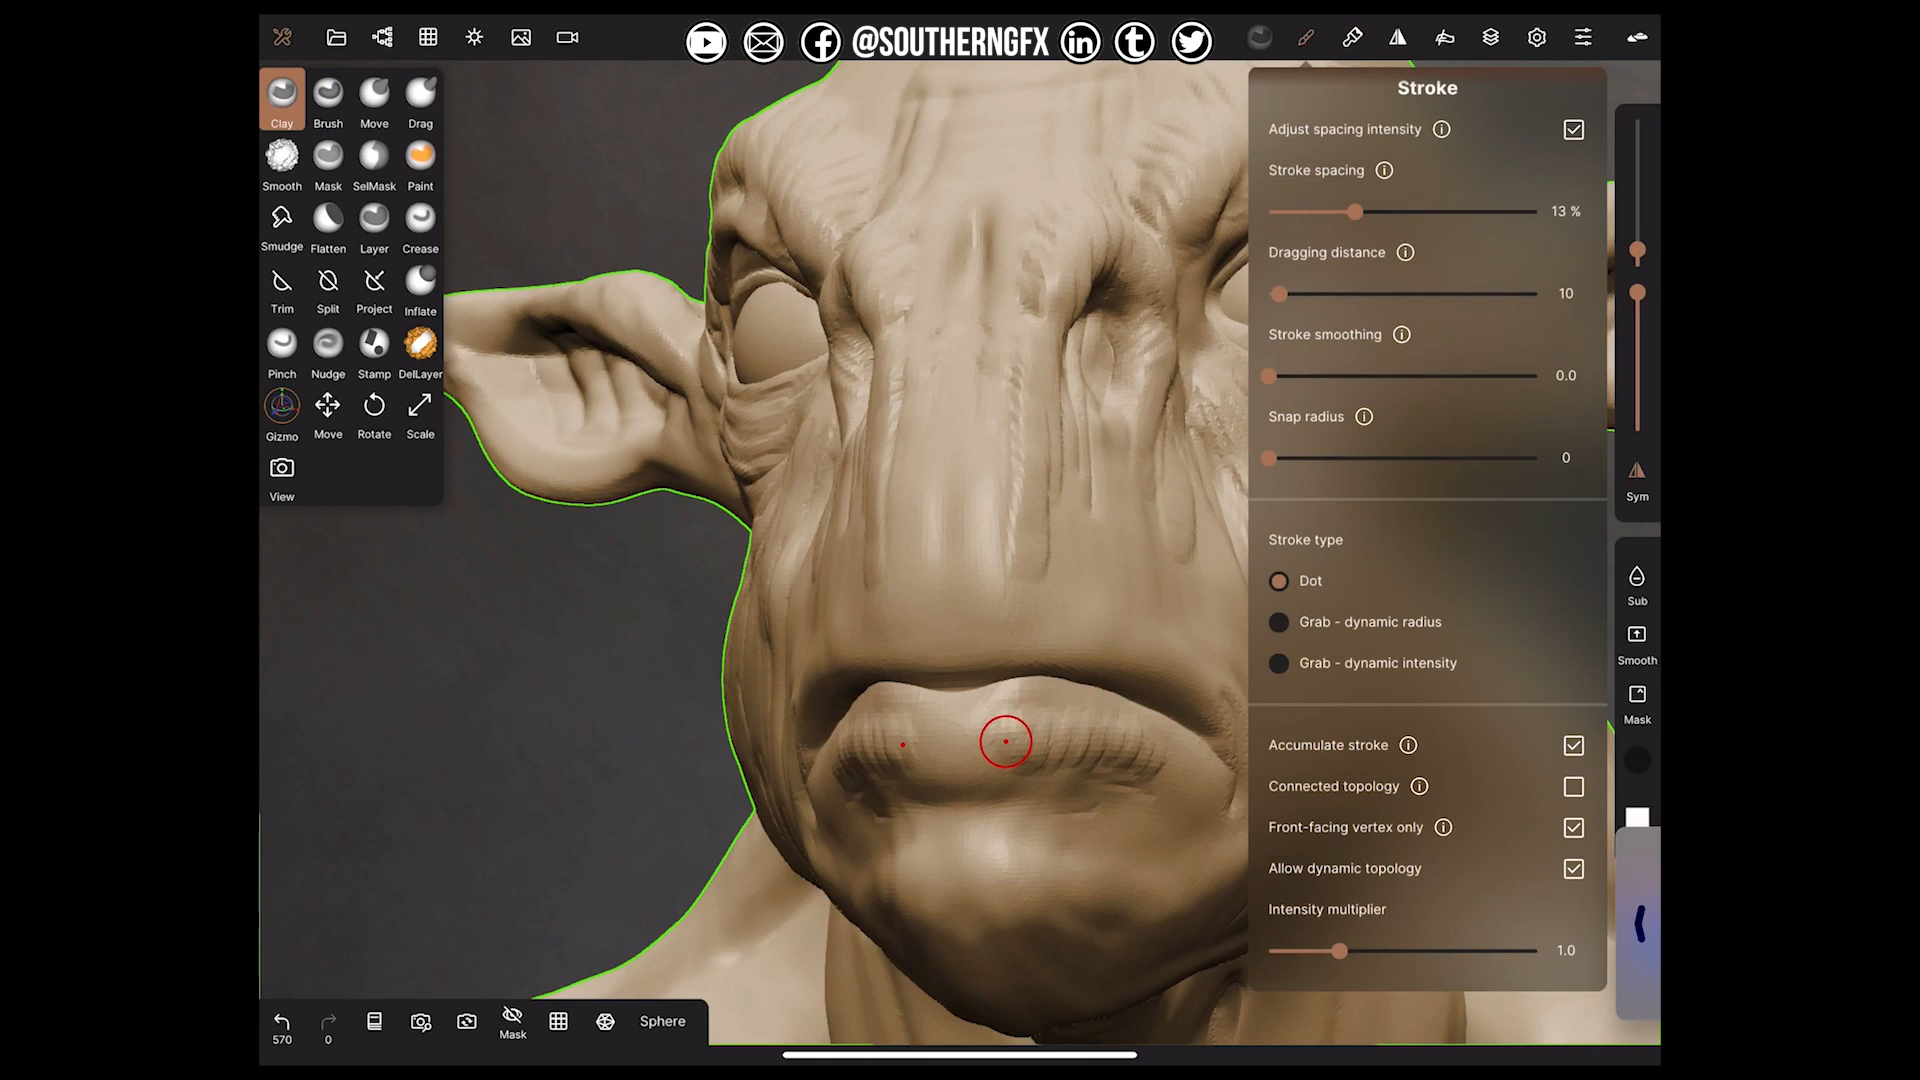 @SOUTHERNGFX
Clay Brush Move Drag
Smooth Mask SelMask Paint
Smudge Flatten Layer Crease
Trim Split Project Inflate
Pinch Nudge Stamp DelLayer
Gizmo Move Rotate Scale
View
Stroke
Adjust spacing intensity
Stroke spacing
13 %
Dragging distance
10
Stroke smoothing
0.0
Snap radius
0
Stroke type
Dot
Grab - dynamic radius
Grab - dynamic intensity
Accumulate stroke
Connected topology
Front-facing vertex only
Allow dynamic topology
Intensity multiplier
1.0
Sym
Sub
Smooth
Mask
570
0
Mask
Sphere